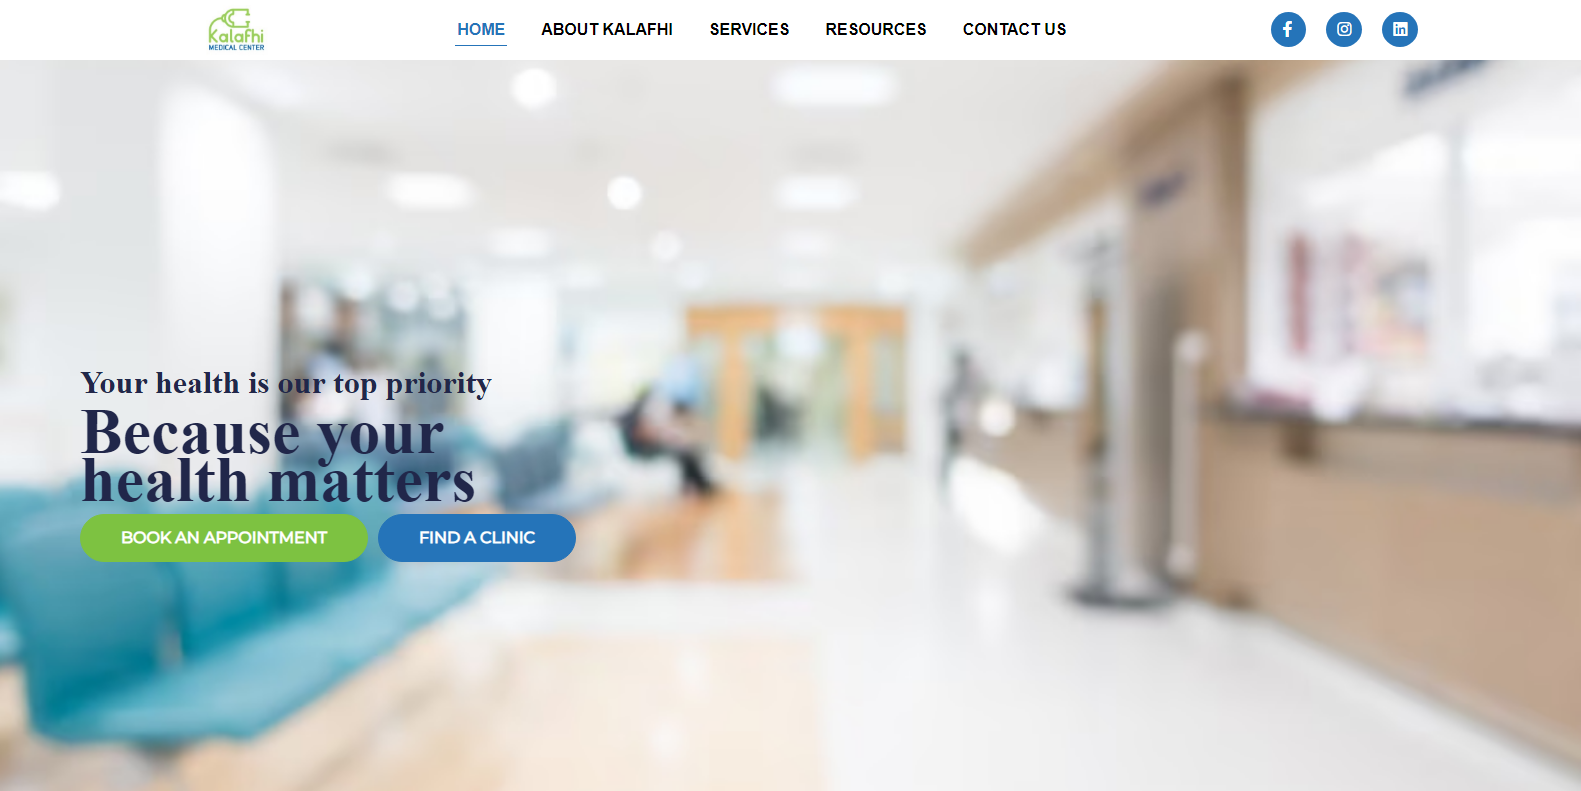 Kalafhi
MEDICAL CENTER
HOME
ABOUT KALAFHI
SERVICES
RESOURCES
CONTACT US
Your health is our top priority
Because your
health matters
BOOK AN APPOINTMENT
FIND A CLINIC